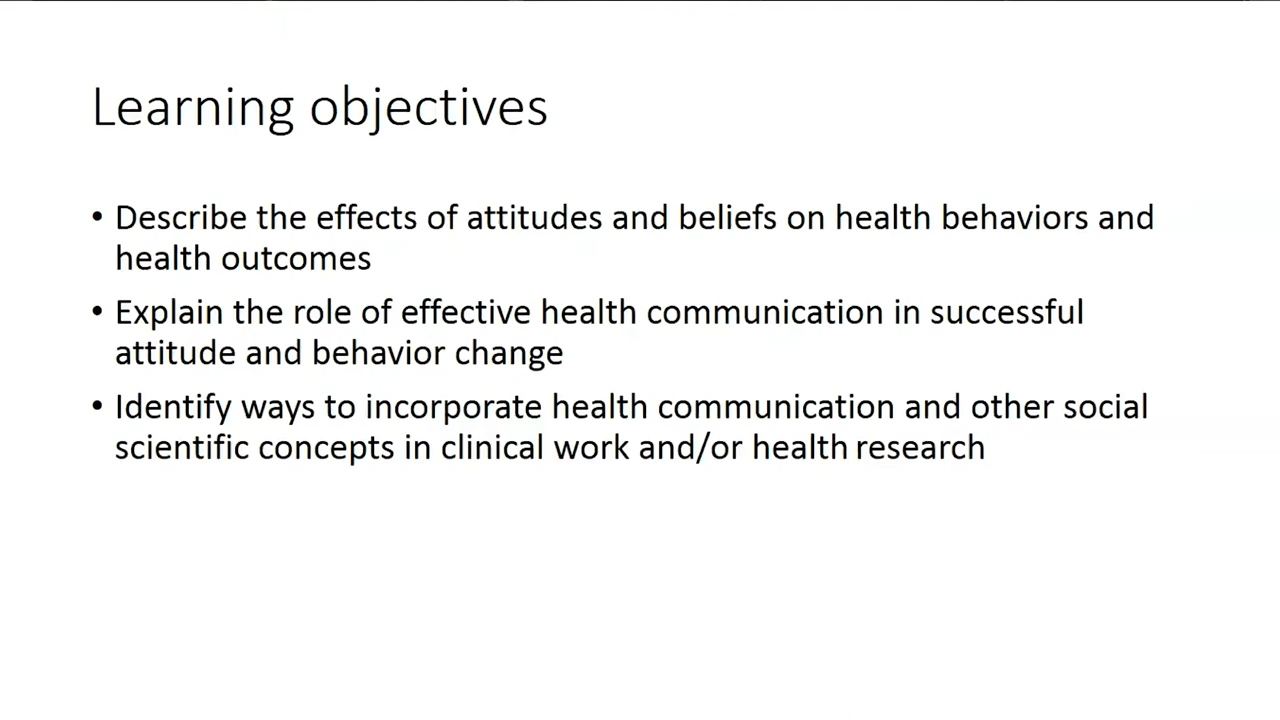 Learning objectives
• Describe the effects of attitudes and beliefs on health behaviors and
health outcomes
• Explain the role of effective health communication in successful
attitude and behavior change
• Identify ways to incorporate health communication and other social
scientific concepts in clinical work and/or health research